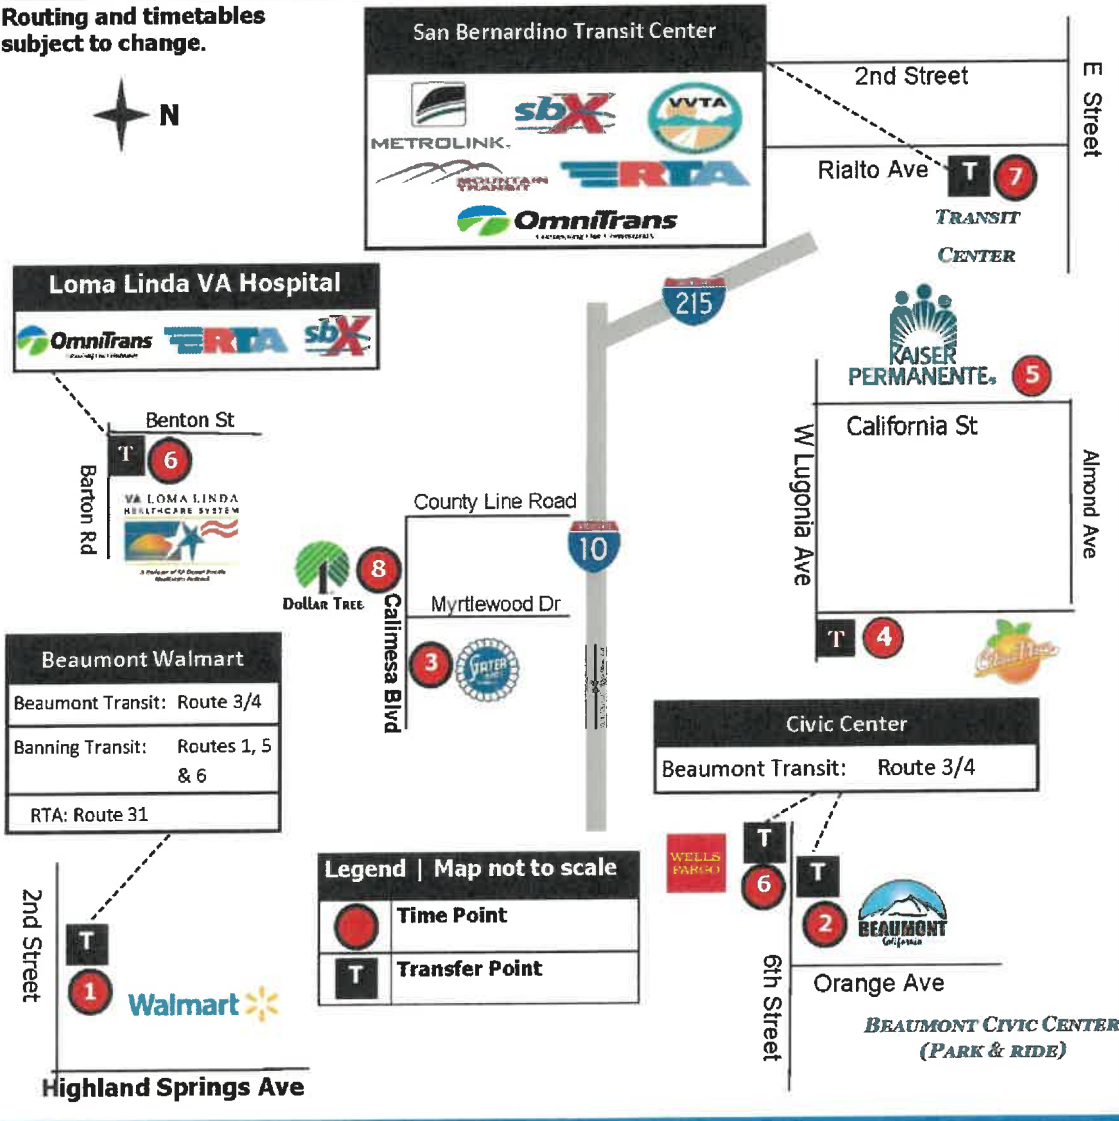 Routing and timetables
subject to change.
N
San Bernardino Transit Center
METROLINK.
sbX
VVTA
MOUNTAIN
TRANSIT
RTA
OmniTrans
2nd Street
E Street
Rialto Ave
T
7
TRANSIT
CENTER
Loma Linda VA Hospital
OmniTrans
RTA
sbX
215
KAISER
PERMANENTE.
5
Benton St
T
6
Barton Rd
VA LOMA LINDA
HEALTHCARE SYSTEM
California St
W Lugonia Ave
Almond Ave
County Line Road
10
8
DOLLAR TREE
Calimesa Blvd
Myrtlewood Dr
3
STATER
T
4
Beaumont Walmart
Beaumont Transit: Route 3/4
Banning Transit: Routes 1, 5
& 6
RTA: Route 31
Civic Center
Beaumont Transit: Route 3/4
WELLS
FARGO
T
6
T
2
BEAUMONT
California
6th Street
Orange Ave
BEAUMONT CIVIC CENTER
(PARK & RIDE)
Legend | Map not to scale
Time Point
T
Transfer Point
2nd Street
T
1
Walmart
Highland Springs Ave